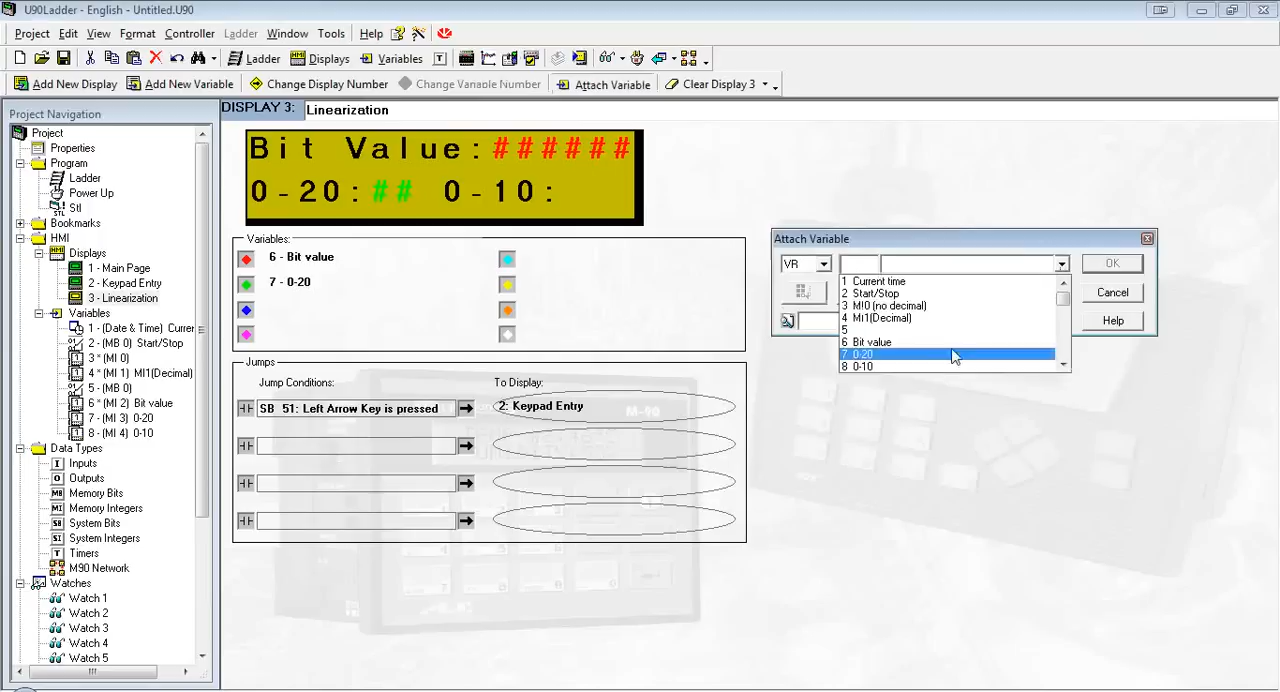 U90Ladder - English - Untitled.U90
Project Edit View Format Controller Ladder Window Tools Help
Ladder Displays Variables
Add New Display Add New Variable Change Display Number Change Variable Number Attach Variable Clear Display 3
Project Navigation
Project
Properties
Program
Ladder
Power Up
Stl
Bookmarks
HMI
Displays
1 - Main Page
2 - Keypad Entry
3 - Linearization
Variables
1 - (Date & Time) Currer
2 - (MB 0) Start/Stop
3 * (MI 0)
4 * (MI 1) MI1(Decimal)
5 - (MB 0)
6 * (MI 2) Bit value
7 - (MI 3) 0-20
8 - (MI 4) 0-10
Data Types
Inputs
Outputs
Memory Bits
Memory Integers
System Bits
System Integers
Timers
M90 Network
Watches
Watch 1
Watch 2
Watch 3
Watch 4
Watch 5
DISPLAY 3: Linearization
Bit Value:######
0-20:## 0-10:
Variables:
6 - Bit value
7 - 0-20
Jumps
Jump Conditions: To Display:
SB 51: Left Arrow Key is pressed 2: Keypad Entry
M-90
Attach Variable
VR OK
1 Current time
2 Start/Stop
3 M!0 (no decimal)
4 Mi1(Decimal)
5
6 Bit value
7 0-20
8 0-10
Cancel
Help